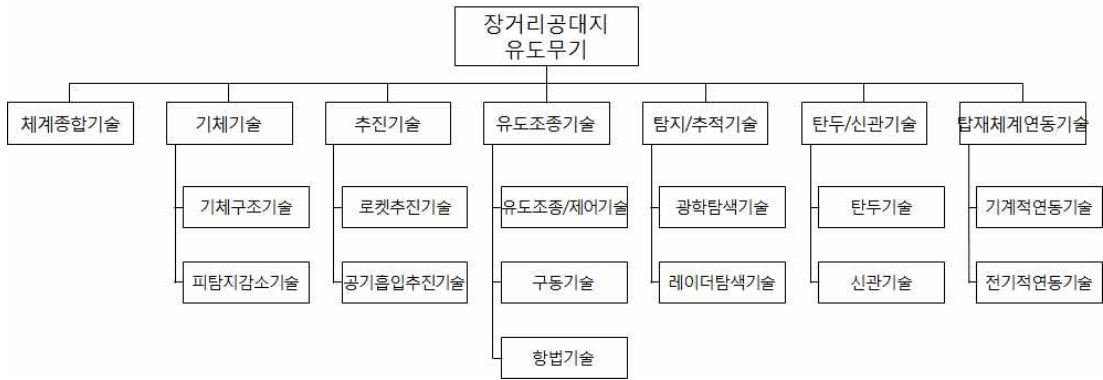 장거리공대지
유도무기
체계종합기술
기체기술
추진기술
유도조종기술
탐지/추적기술
탄두/신관기술
탑재체계연동기술
기체구조기술
로켓추진기술
유도조종/제어기술
광학탐색기술
탄두기술
기계적연동기술
피탐지감소기술
공기흡입추진기술
구동기술
레이더탐색기술
신관기술
전기적연동기술
항법기술